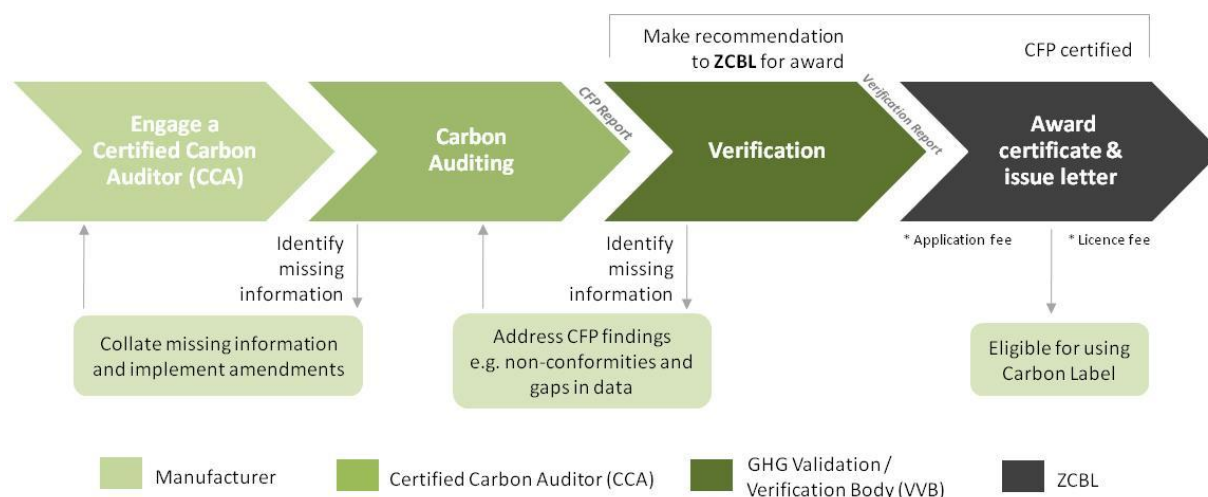 Make recommendation
to ZCBL for award
CFP certified
Engage a
Certified Carbon
Auditor (CCA)
Carbon
Auditing
CFP Report
Verification
Verification Report
Award
certificate &
issue letter
Identify
missing
information
Identify
missing
information
* Application fee
* Licence fee
Collate missing information
and implement amendments
Address CFP findings
e.g. non-conformities and
gaps in data
Eligible for using
Carbon Label
Manufacturer
Certified Carbon Auditor (CCA)
GHG Validation /
Verification Body (VVB)
ZCBL